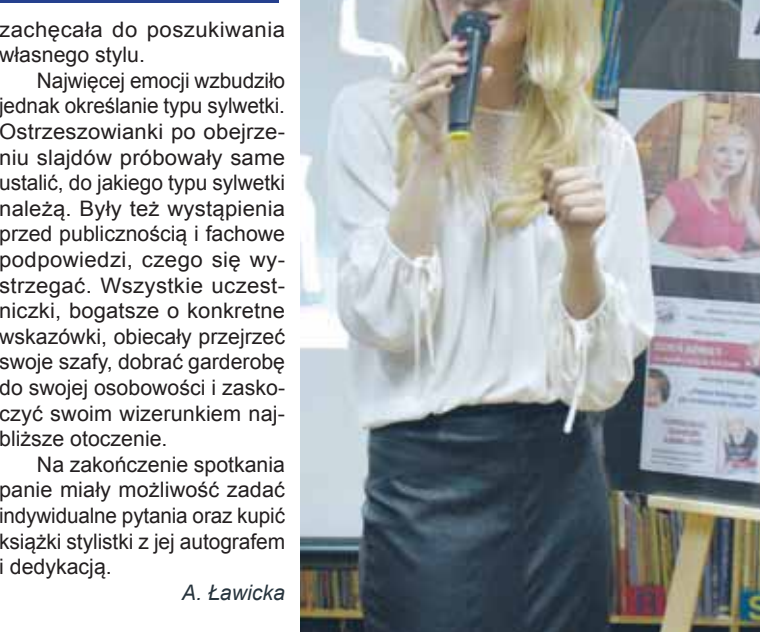 zachęcała do poszukiwania
własnego stylu.
Najwięcej emocji wzbudziło
jednak określanie typu sylwetki.
Ostrzeszowianki po obejrze-
niu slajdów próbowały same
ustalić, do jakiego typu sylwetki
należą. Były też wystąpienia
przed publicznością i fachowe
podpowiedzi, czego się wy-
strzegać. Wszystkie uczest-
niczki, bogatsze o konkretne
wskazówki, obiecały przejrzeć
swoje szafy, dobrać garderobę
do swojej osobowości i zasko-
czyć swoim wizerunkiem naj-
bliższe otoczenie.
Na zakończenie spotkania
panie miały możliwość zadać
indywidualne pytania oraz kupić
książki stylistki z jej autografem
i dedykacją.
A. Ławicka